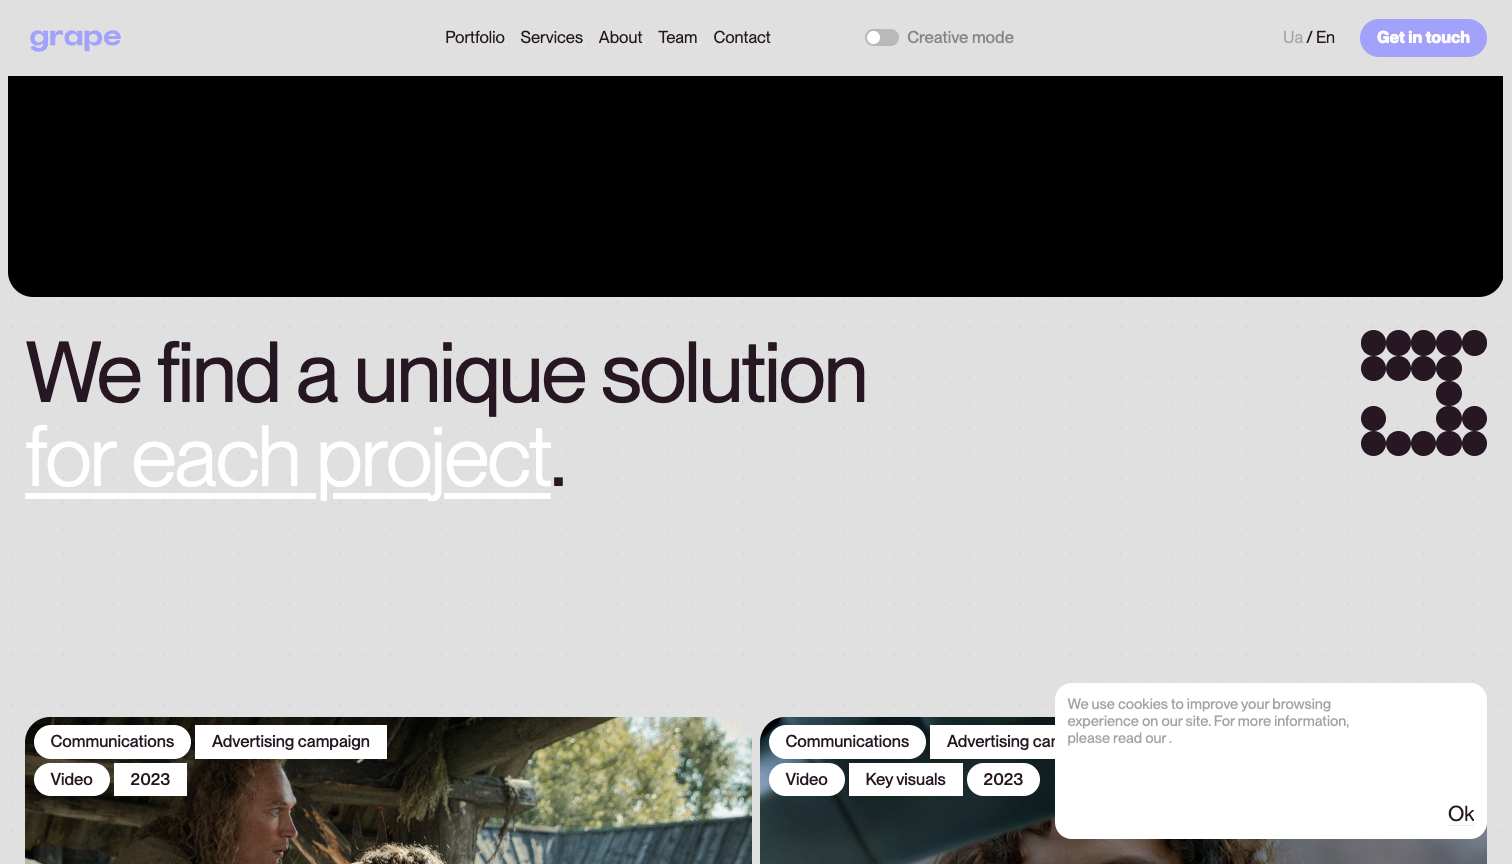 grape
Portfolio Services About Team Contact
Creative mode
Ua / En
Get in touch
We find a unique solution
for each project.
Communications
Advertising campaign
Video
2023
Communications
Advertising car
Video
Key visuals
2023
We use cookies to improve your browsing
experience on our site. For more information,
please read our .
Ok